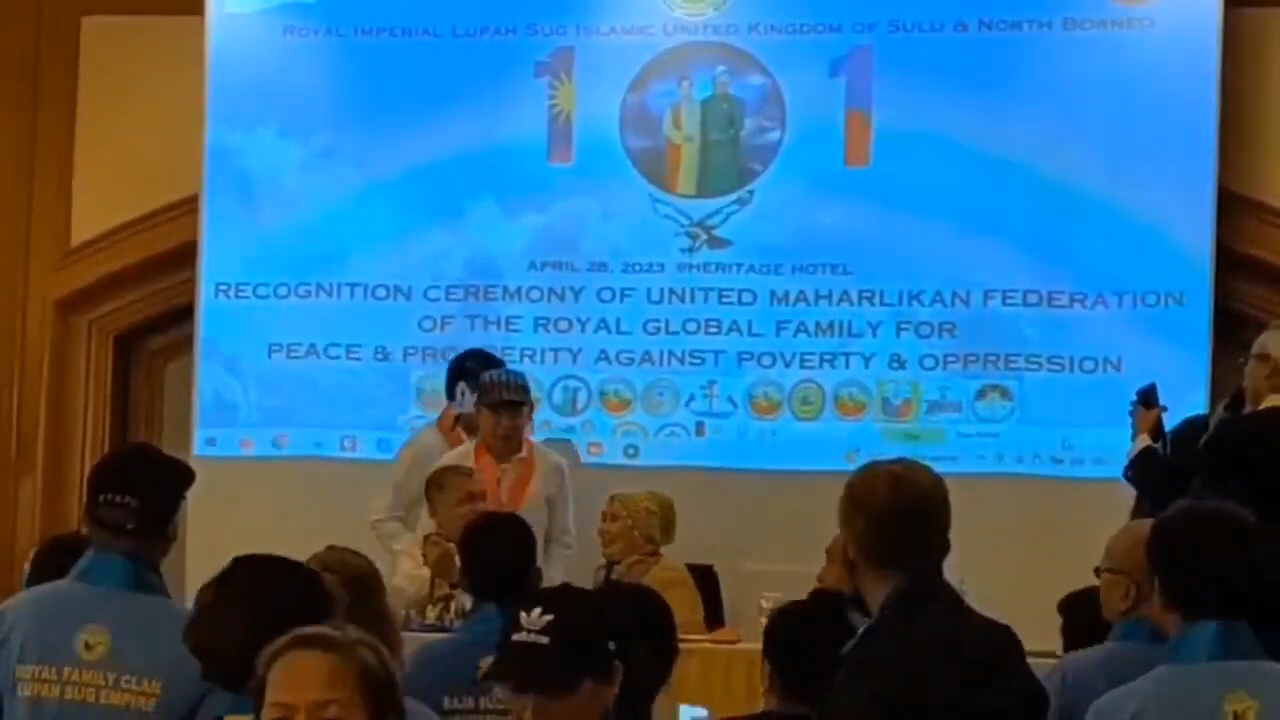 ROYAL IMPERIAL LUPAH SUG ISLAMIC UNITED KINGDOM OF SULU & NORTH BORNEO
1 1
APRIL 28, 2023 @HERITAGE HOTEL
RECOGNITION CEREMONY OF UNITED MAHARLIKAN FEDERATION
OF THE ROYAL GLOBAL FAMILY FOR
PEACE & PROSPERITY AGAINST POVERTY & OPPRESSION
adidas
ROYAL FAMILY CLAN
LUPAH SUG EMPIRE